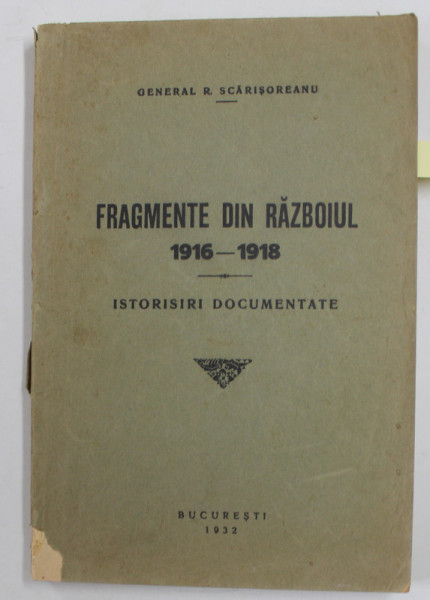 GENERAL R. SCĂRIȘOREANU
FRAGMENTE DIN RĂZBOIUL
1916—1918
ISTORISIRI DOCUMENTATE
BUCUREȘTI
1932